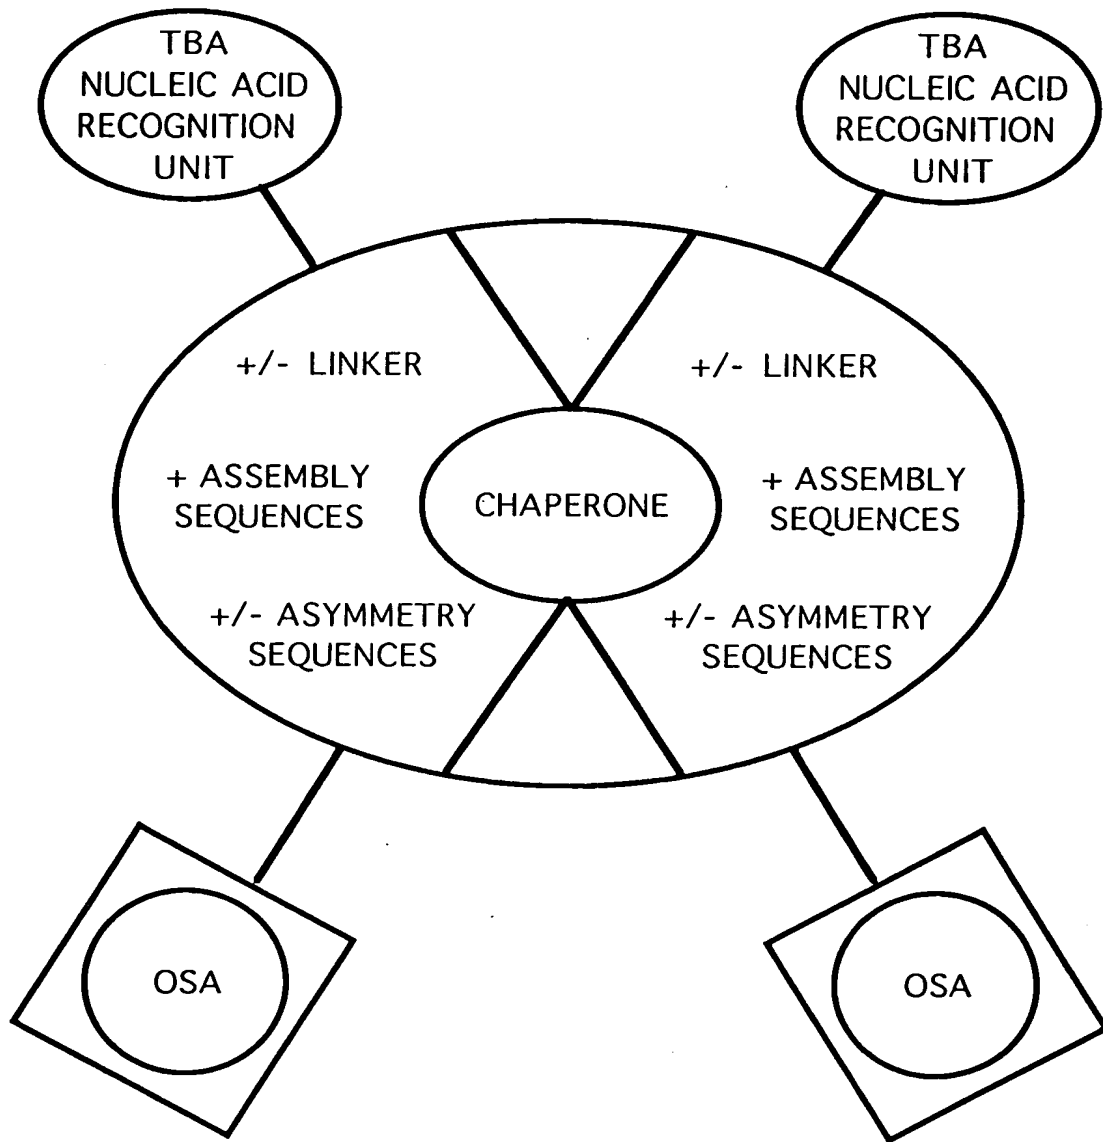 TBA
NUCLEIC ACID
RECOGNITION
UNIT
TBA
NUCLEIC ACID
RECOGNITION
UNIT
+/- LINKER
+/- LINKER
+ ASSEMBLY
SEQUENCES
CHAPERONE
+ ASSEMBLY
SEQUENCES
+/- ASYMMETRY
SEQUENCES
+/- ASYMMETRY
SEQUENCES
OSA
OSA